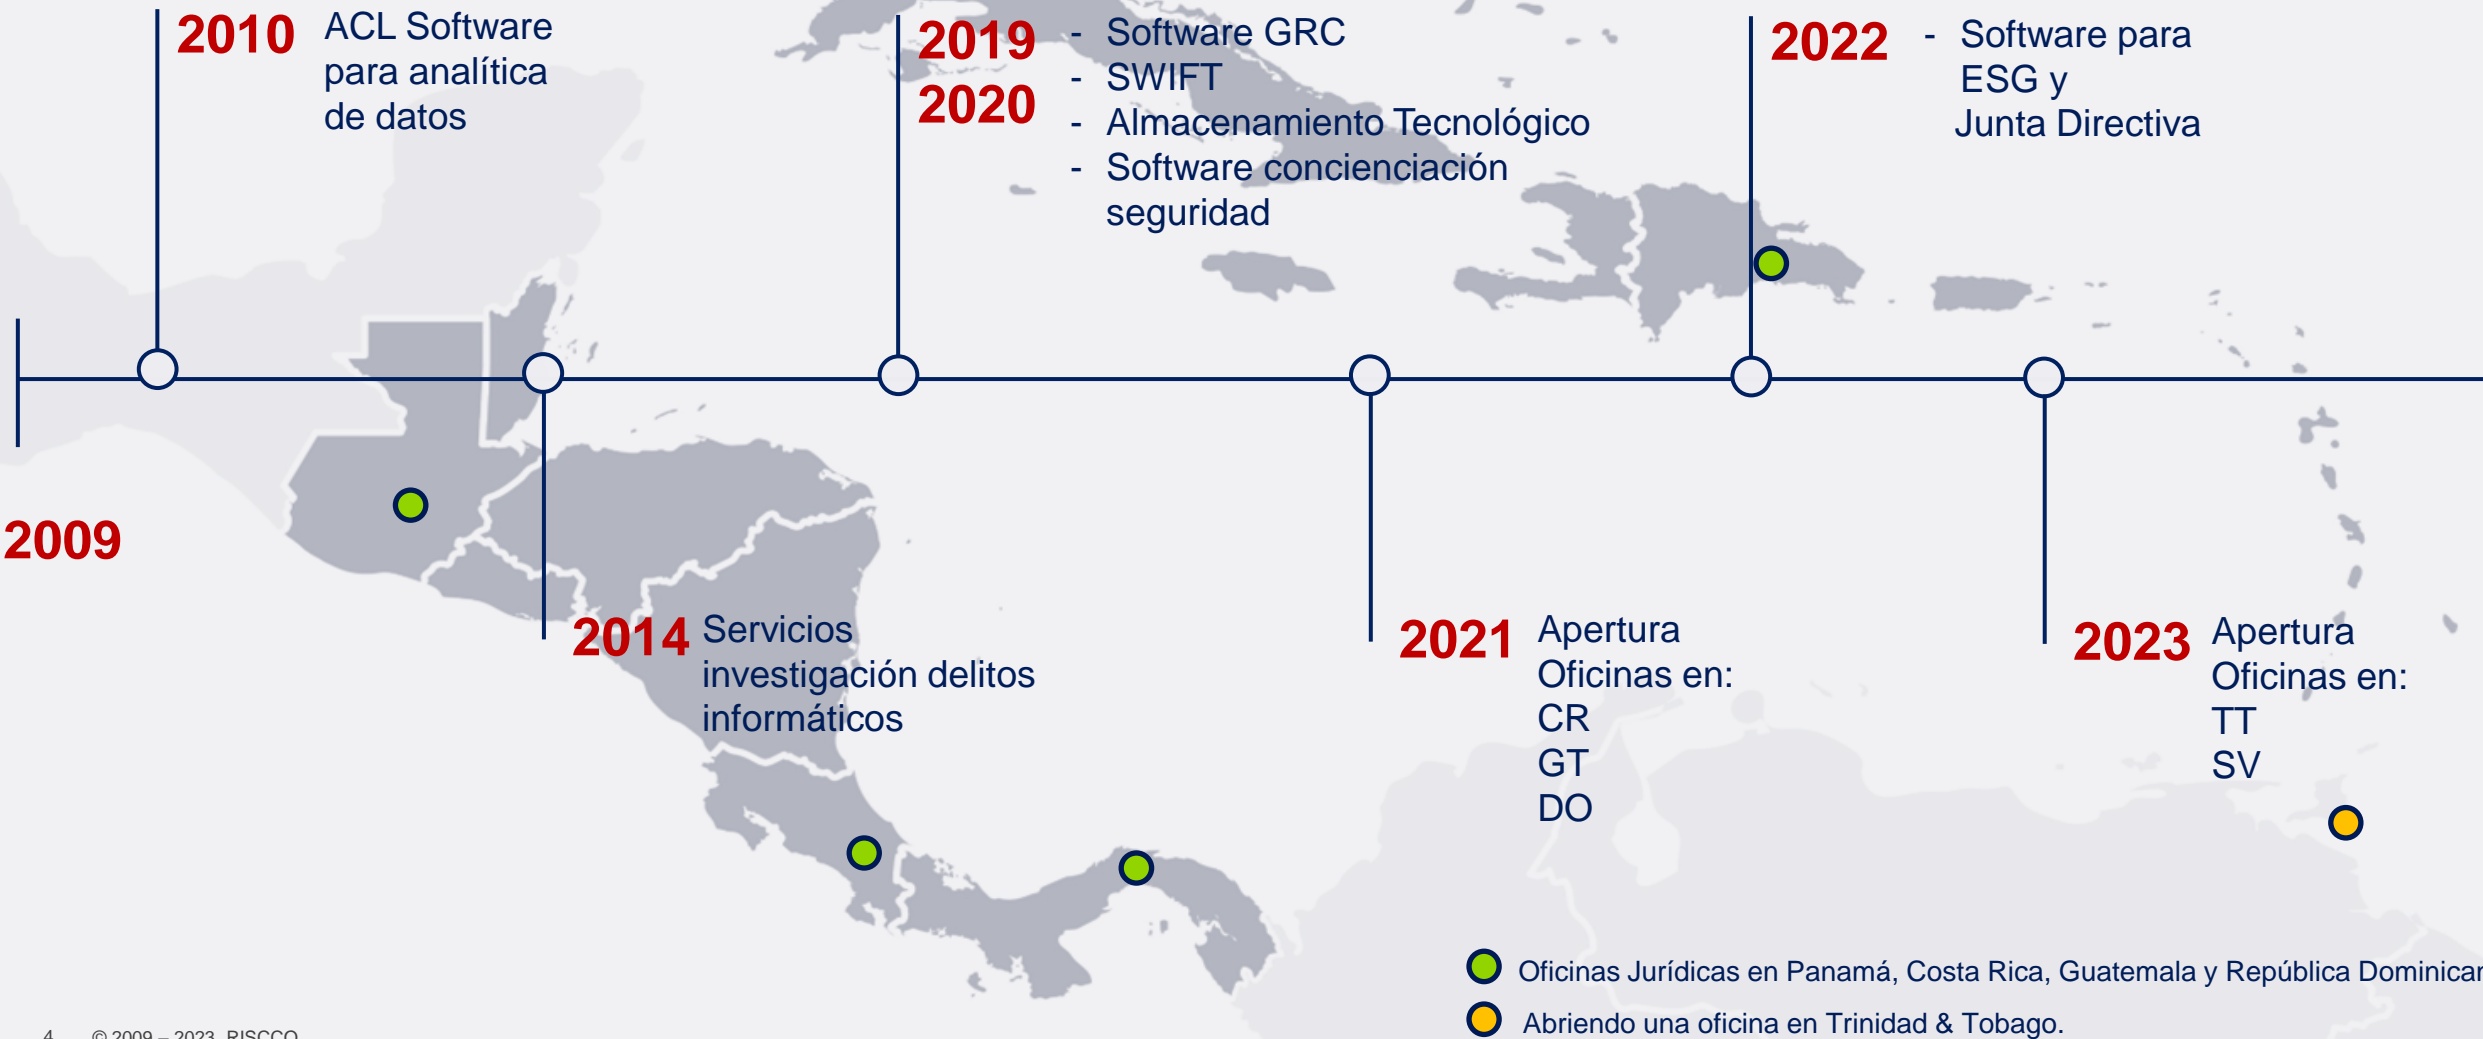 2010
ACL Software
para analítica
de datos
2019
2020
- Software GRC
- SWIFT
- Almacenamiento Tecnológico
- Software concienciación
seguridad
2022
- Software para
ESG y
Junta Directiva
2009
2014
Servicios
investigación delitos
informáticos
2021
Apertura
Oficinas en:
CR
GT
DO
2023
Apertura
Oficinas en:
TT
SV
Oficinas Jurídicas en Panamá, Costa Rica, Guatemala y República
Abriendo una oficina en Trinidad & Tobago.
4 © 2009 – 2023 RISCCO